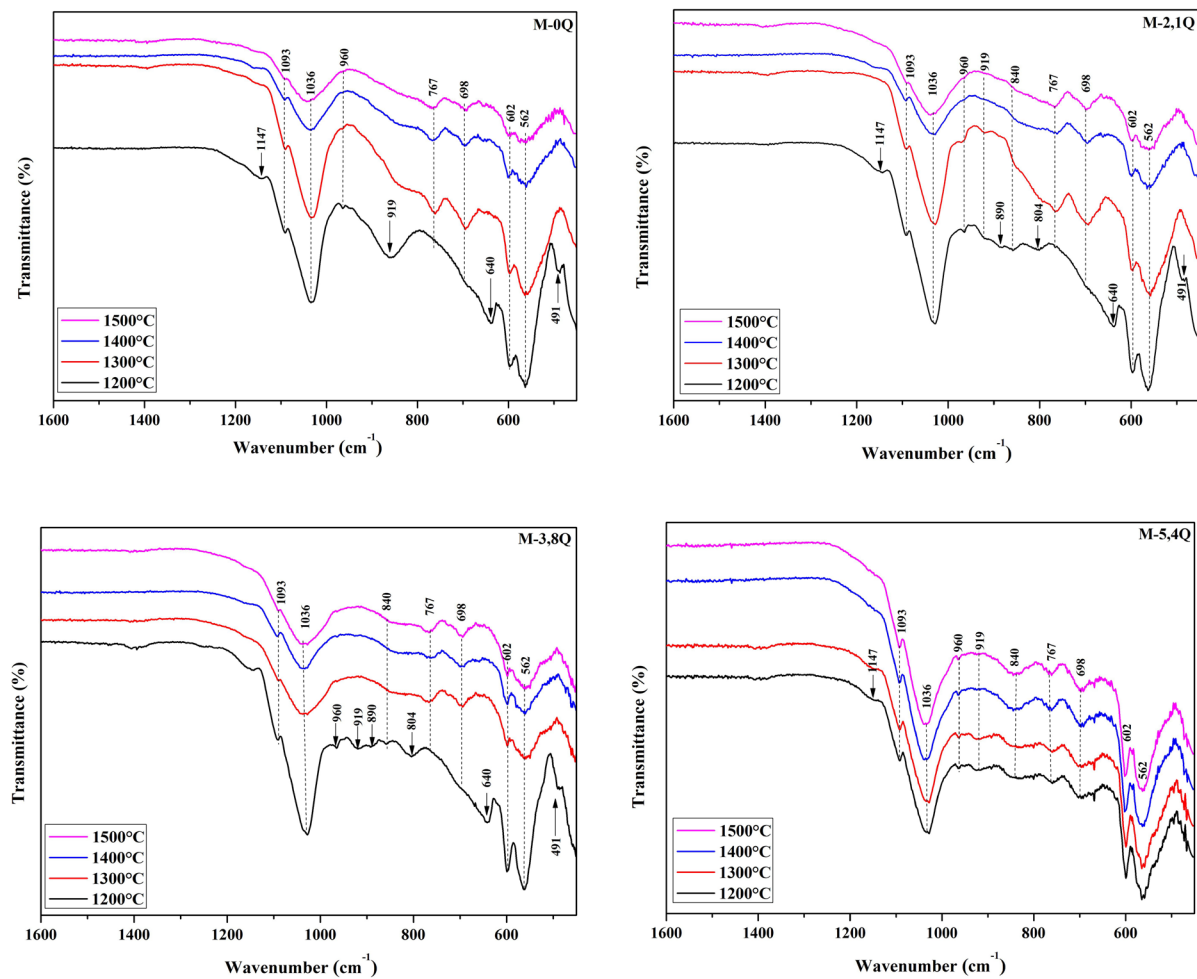 M-0Q
1147
1093
1036
960
919
767
698
640
602
562
491
Transmittance (%)
1500°C
1400°C
1300°C
1200°C
1600 1400 1200 1000 800 600
Wavenumber (cm-1)
M-2,1Q
1147
1093
1036
960
919
890
840
804
767
698
640
602
562
491
Transmittance (%)
1500°C
1400°C
1300°C
1200°C
1600 1400 1200 1000 800 600
Wavenumber (cm-1)
M-3,8Q
1093
1036
960
919
890
840
804
767
698
640
602
562
491
Transmittance (%)
1500°C
1400°C
1300°C
1200°C
1600 1400 1200 1000 800 600
Wavenumber (cm-1)
M-5,4Q
1147
1093
1036
960
919
840
767
698
602
562
Transmittance (%)
1500°C
1400°C
1300°C
1200°C
1600 1400 1200 1000 800 600
Wavenumber (cm-1)